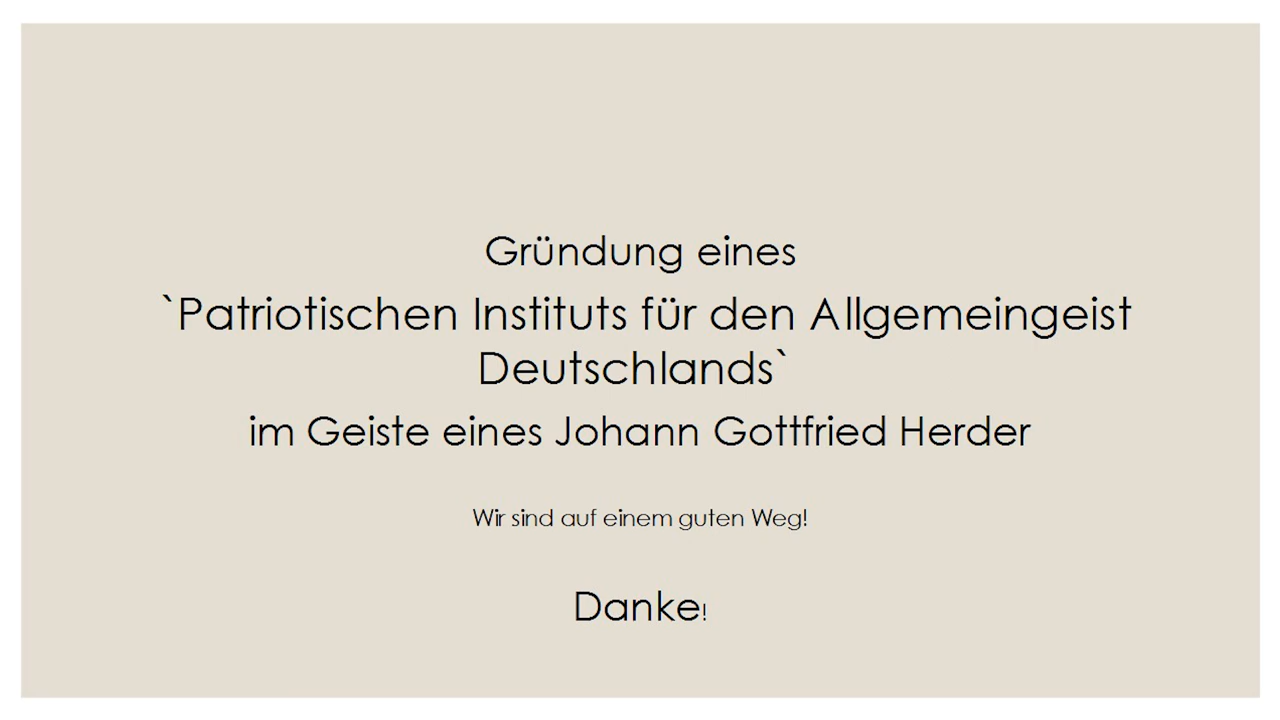 Gründung eines
`Patriotischen Instituts für den Allgemeingeist
Deutschlands`
im Geiste eines Johann Gottfried Herder
Wir sind auf einem guten Weg!
Danke!